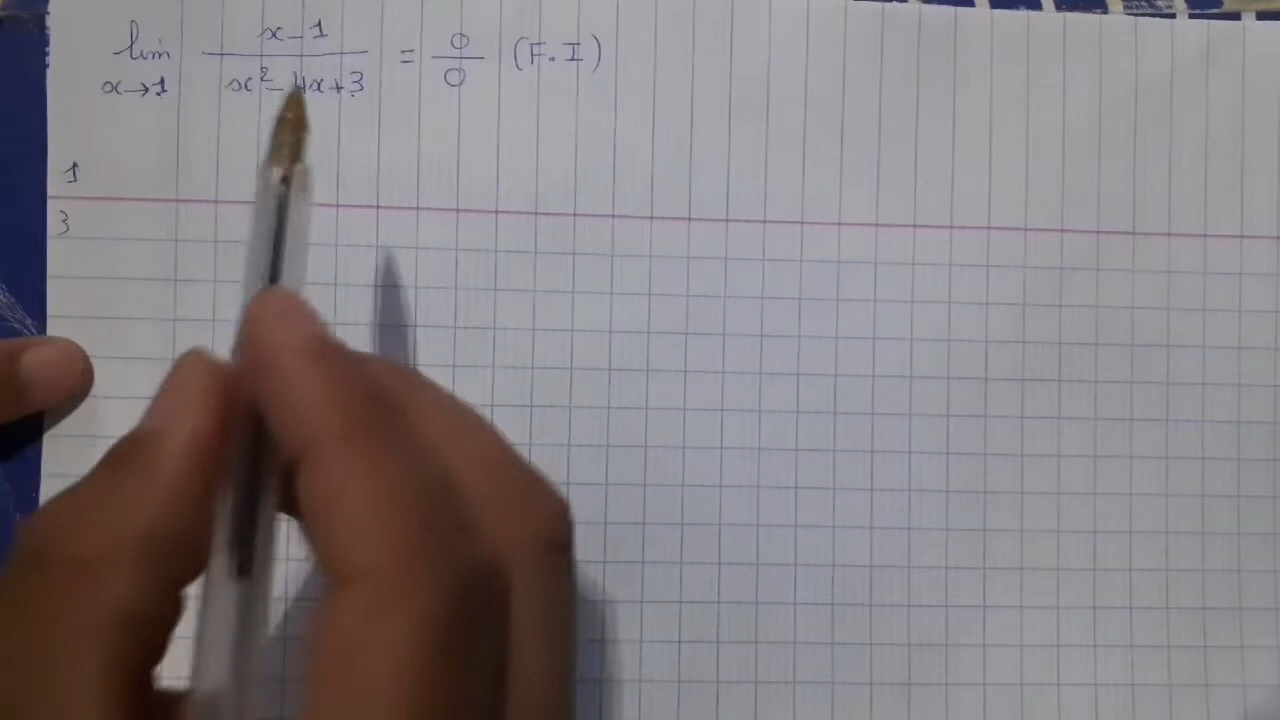 lim x→1 (x-1)/(x²-4x+3) = 0/0 (F.I)
1
3